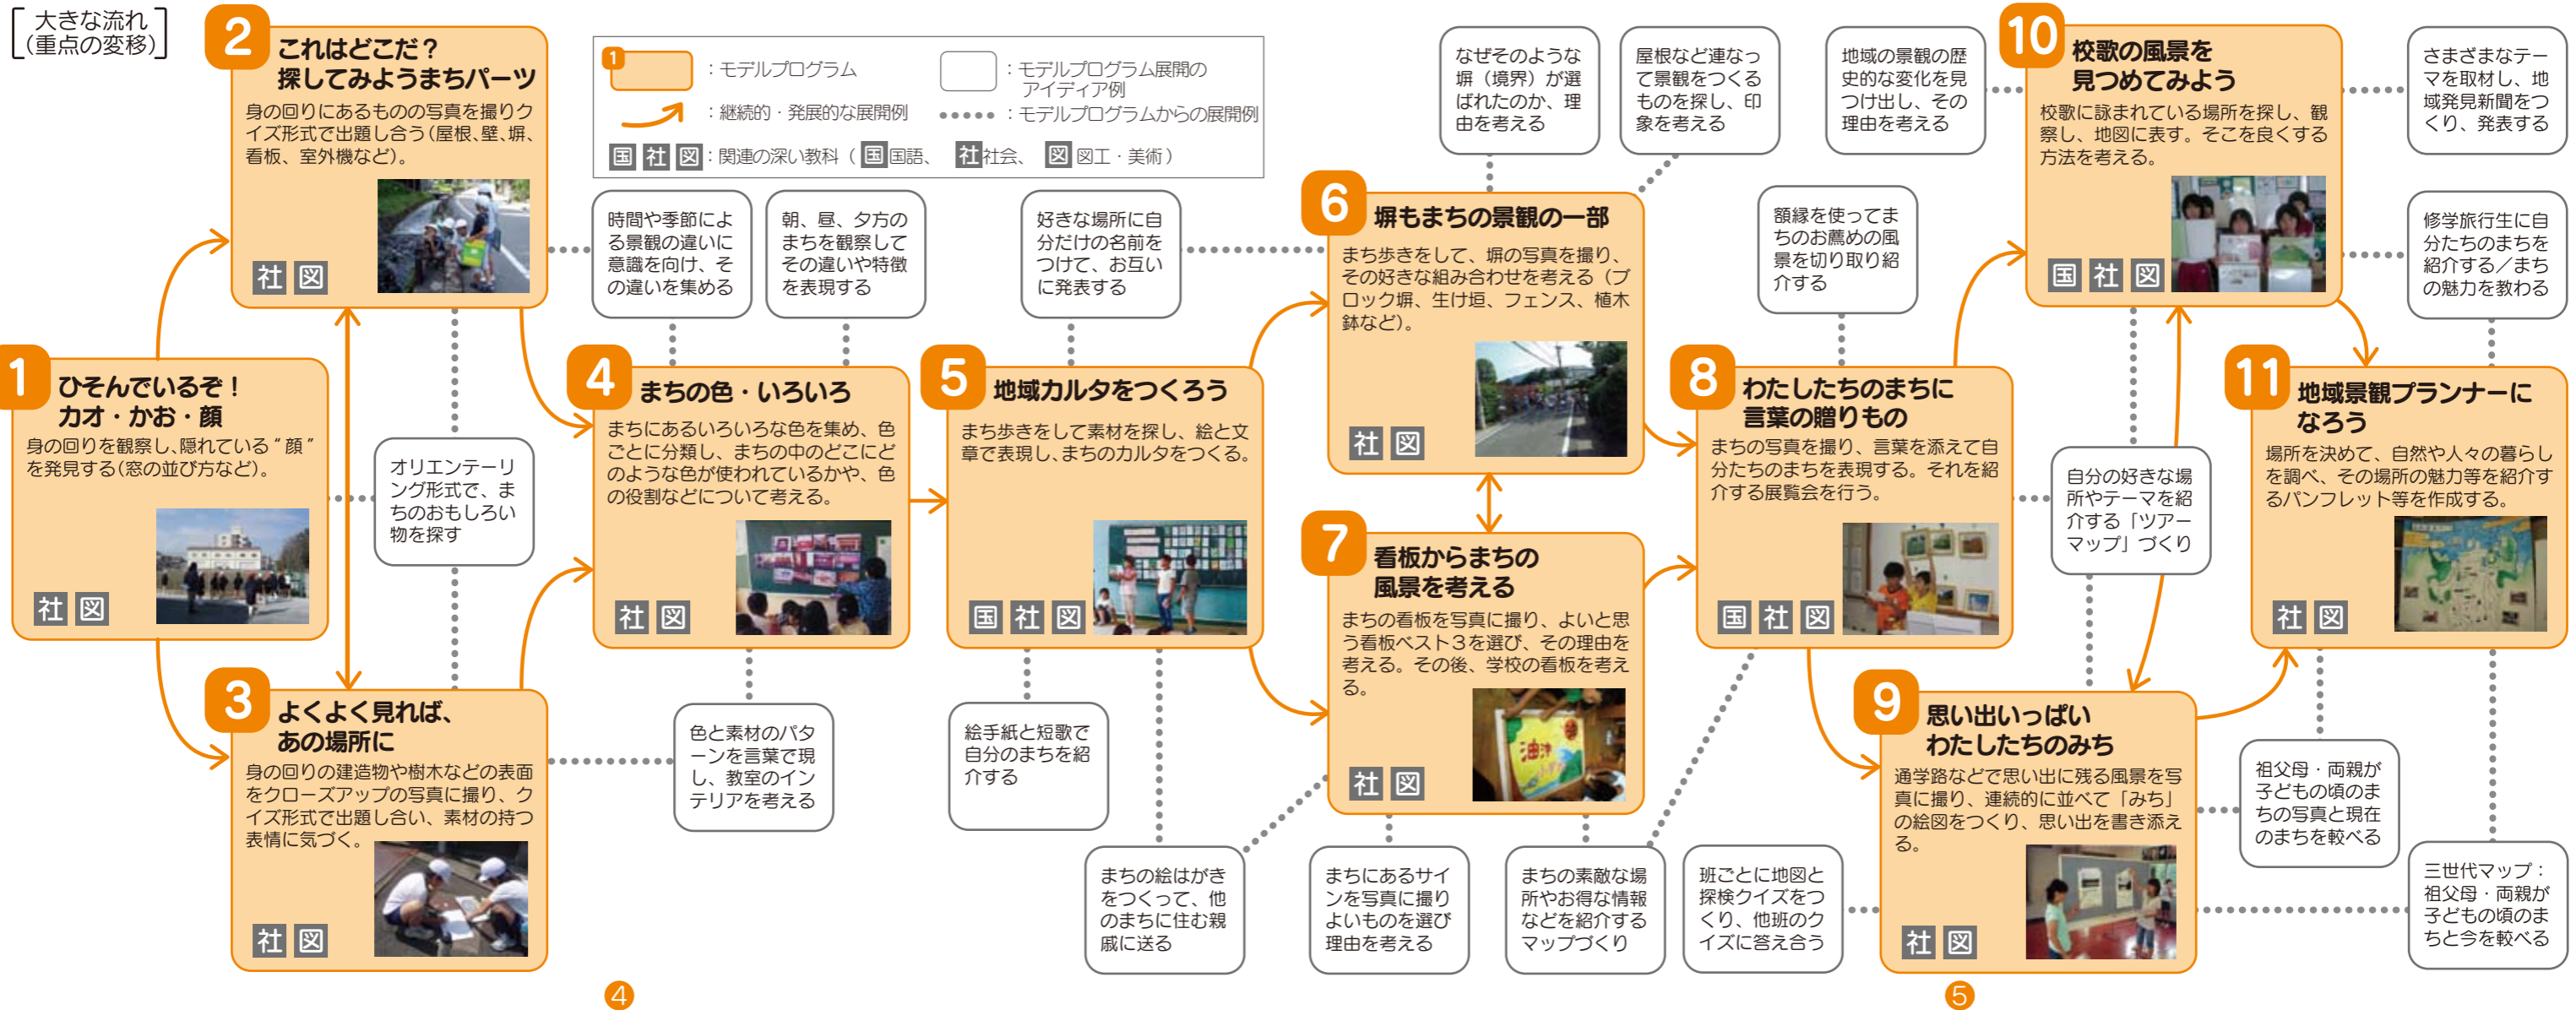 大きな流れ
（重点の変移）
2
これはどこだ？
探してみようまちパーツ
身の回りにあるものの写真を撮りク
イズ形式で出題し合う（屋根、壁、塀、
看板、室外機など）。
社 図
1
：モデルプログラム
：モデルプログラム展開の
アイディア例
：継続的・発展的な展開例
：モデルプログラムからの展開例
国 社 図：関連の深い教科（国国語、社社会、図図工・美術）
1
ひそんでいるぞ！
カオ・かお・顔
身の回りを観察し、隠れている“顔”
を発見する（窓の並び方など）。
社 図
3
よくよく見れば、
あの場所に
身の回りの建造物や樹木などの表面
をクローズアップの写真に撮り、ク
イズ形式で出題し合い、素材の持つ
表情に気づく。
社 図
オリエンテーリ
ング形式で、ま
ちのおもしろい
物を探す
時間や季節によ
る景観の違いに
意識を向け、そ
の違いを集める
朝、昼、夕方の
まちを観察して
その違いや特徴
を表現する
4
まちの色・いろいろ
まちにあるいろいろな色を集め、色
ごとに分類し、まちの中のどこにど
のような色が使われているかや、色
の役割などについて考える。
社 図
色と素材のパタ
ーンを言葉で現
し、教室のイン
テリアを考える
好きな場所に自
分だけの名前を
つけて、お互い
に発表する
5
地域カルタをつくろう
まち歩きをして素材を探し、絵と文
章で表現し、まちのカルタをつくる。
国 社 図
絵手紙と短歌で
自分のまちを紹
介する
まちの絵はがき
をつくって、他
のまちに住む親
戚に送る
なぜそのような
塀（境界）が選
ばれたのか、理
由を考える
屋根など連なっ
て景観をつくる
ものを探し、印
象を考える
6
塀もまちの景観の一部
まち歩きをして、塀の写真を撮り、
その好きな組み合わせを考える（ブ
ロック塀、生け垣、フェンス、植木
鉢など）。
社 図
7
看板からまちの
風景を考える
まちの看板を写真に撮り、よいと思
う看板ベスト３を選び、その理由を
考える。その後、学校の看板を考え
る。
社 図
まちにあるサイ
ンを写真に撮り
よいものを選び
理由を考える
まちの素敵な場
所やお得な情報
などを紹介する
マップづくり
額縁を使ってま
ちのお薦めの風
景を切り取り紹
介する
8
わたしたちのまちに
言葉の贈りもの
まちの写真を撮り、言葉を添えて自
分たちのまちを表現する。それを紹
介する展覧会を行う。
国 社 図
地域の景観の歴
史的な変化を見
つけ出し、その
理由を考える
10
校歌の風景を
見つめてみよう
校歌に詠まれている場所を探し、観
察し、地図に表す。そこを良くする
方法を考える。
国 社 図
さまざまなテー
マを取材し、地
域発見新聞をつ
くり、発表する
修学旅行生に自
分たちのまちを
紹介する／まち
の魅力を教わる
自分の好きな場
所やテーマを紹
介する「ツアー
マップ」づくり
9
思い出いっぱい
わたしたちのみち
通学路などで思い出に残る風景を写
真に撮り、連続的に並べて「みち」
の絵図をつくり、思い出を書き添え
る。
社 図
班ごとに地図と
探検クイズをつ
くり、他班のク
イズに答え合う
11
地域景観プランナーに
なろう
場所を決めて、自然や人々の暮らし
を調べ、その場所の魅力等を紹介す
るパンフレット等を作成する。
社 図
祖父母・両親が
子どもの頃のま
ちの写真と現在
のまちを較べる
三世代マップ：
祖父母・両親が
子どもの頃のま
ちと今を較べる
4
5